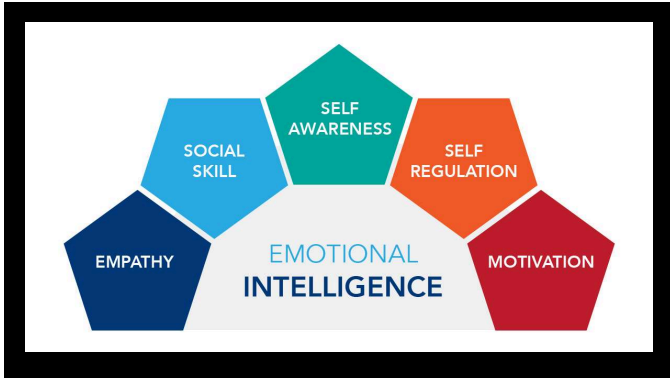 SELF
AWARENESS
SOCIAL
SKILL
SELF
REGULATION
EMPATHY
EMOTIONAL
INTELLIGENCE
MOTIVATION